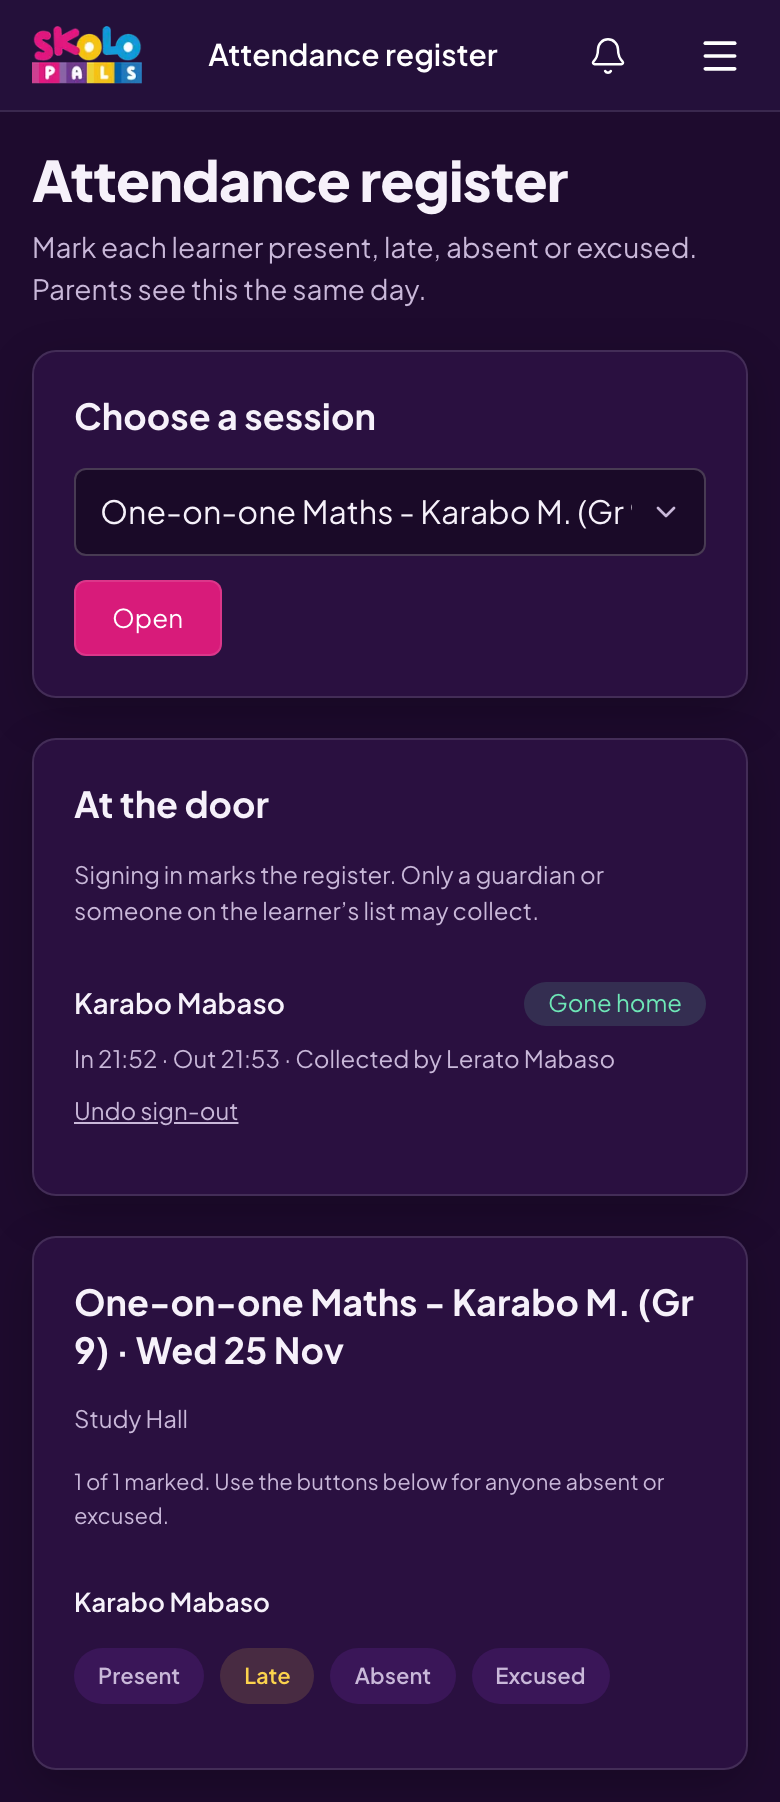 SKOLO
PALS
Attendance register
Attendance register
Mark each learner present, late, absent or excused.
Parents see this the same day.
Choose a session
One-on-one Maths - Karabo M. (Gr
Open
At the door
Signing in marks the register. Only a guardian or
someone on the learner’s list may collect.
Karabo Mabaso
Gone home
In 21:52 · Out 21:53 · Collected by Lerato Mabaso
Undo sign-out
One-on-one Maths - Karabo M. (Gr
9) · Wed 25 Nov
Study Hall
1 of 1 marked. Use the buttons below for anyone absent or
excused.
Karabo Mabaso
Present
Late
Absent
Excused